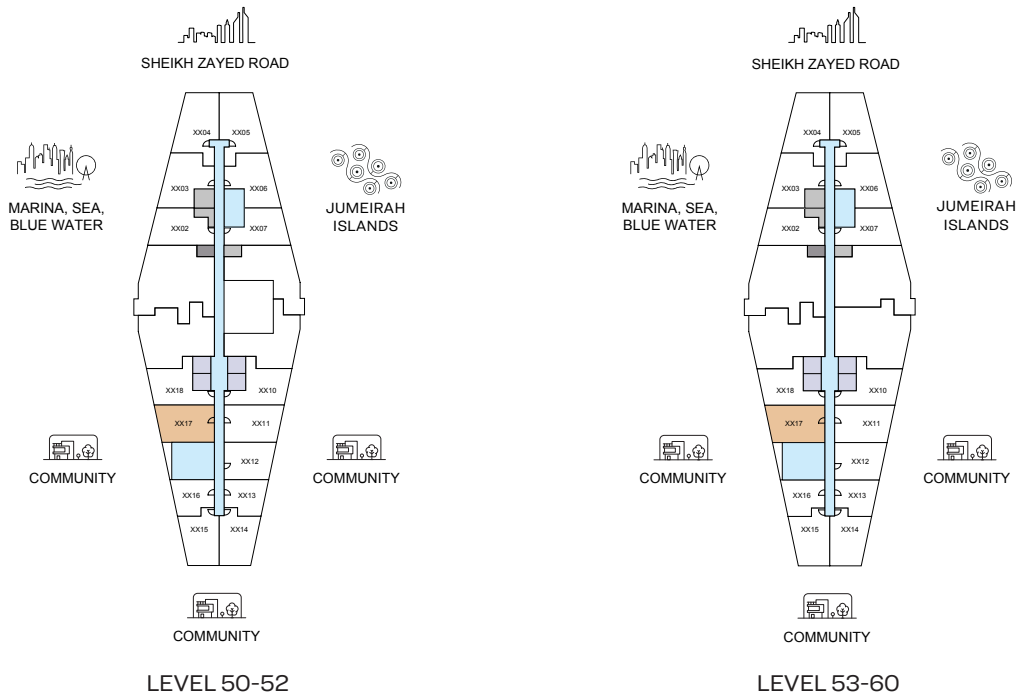 SHEIKH ZAYED ROAD
XX04
XX05
MARINA, SEA,
BLUE WATER
XX03
XX06
JUMEIRAH
ISLANDS
XX02
XX07
XX18
XX10
XX17
XX11
COMMUNITY
XX12
COMMUNITY
XX16
XX13
XX15
XX14
COMMUNITY
LEVEL 50-52
SHEIKH ZAYED ROAD
XX04
XX05
MARINA, SEA,
BLUE WATER
XX03
XX06
JUMEIRAH
ISLANDS
XX02
XX07
XX18
XX10
XX17
XX11
COMMUNITY
XX12
COMMUNITY
XX16
XX13
XX15
XX14
COMMUNITY
LEVEL 53-60